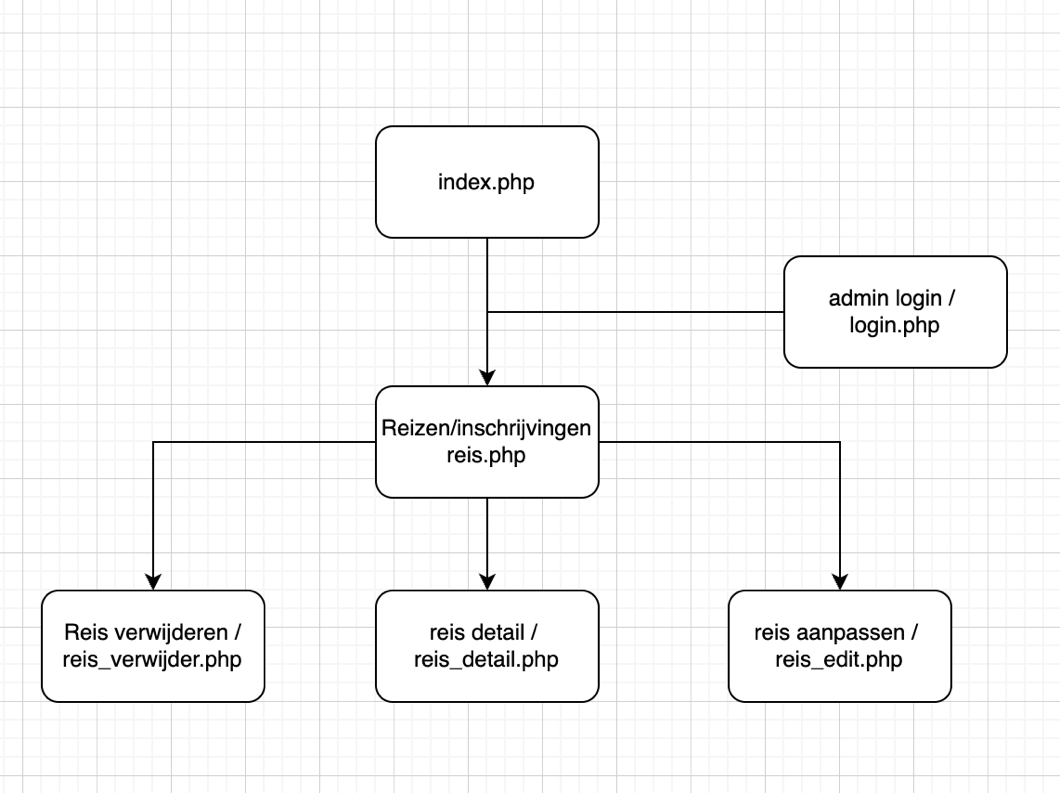 index.php
admin login /
login.php
Reizen/inschrijvingen
reis.php
Reis verwijderen /
reis_verwijder.php
reis detail /
reis_detail.php
reis aanpassen /
reis_edit.php